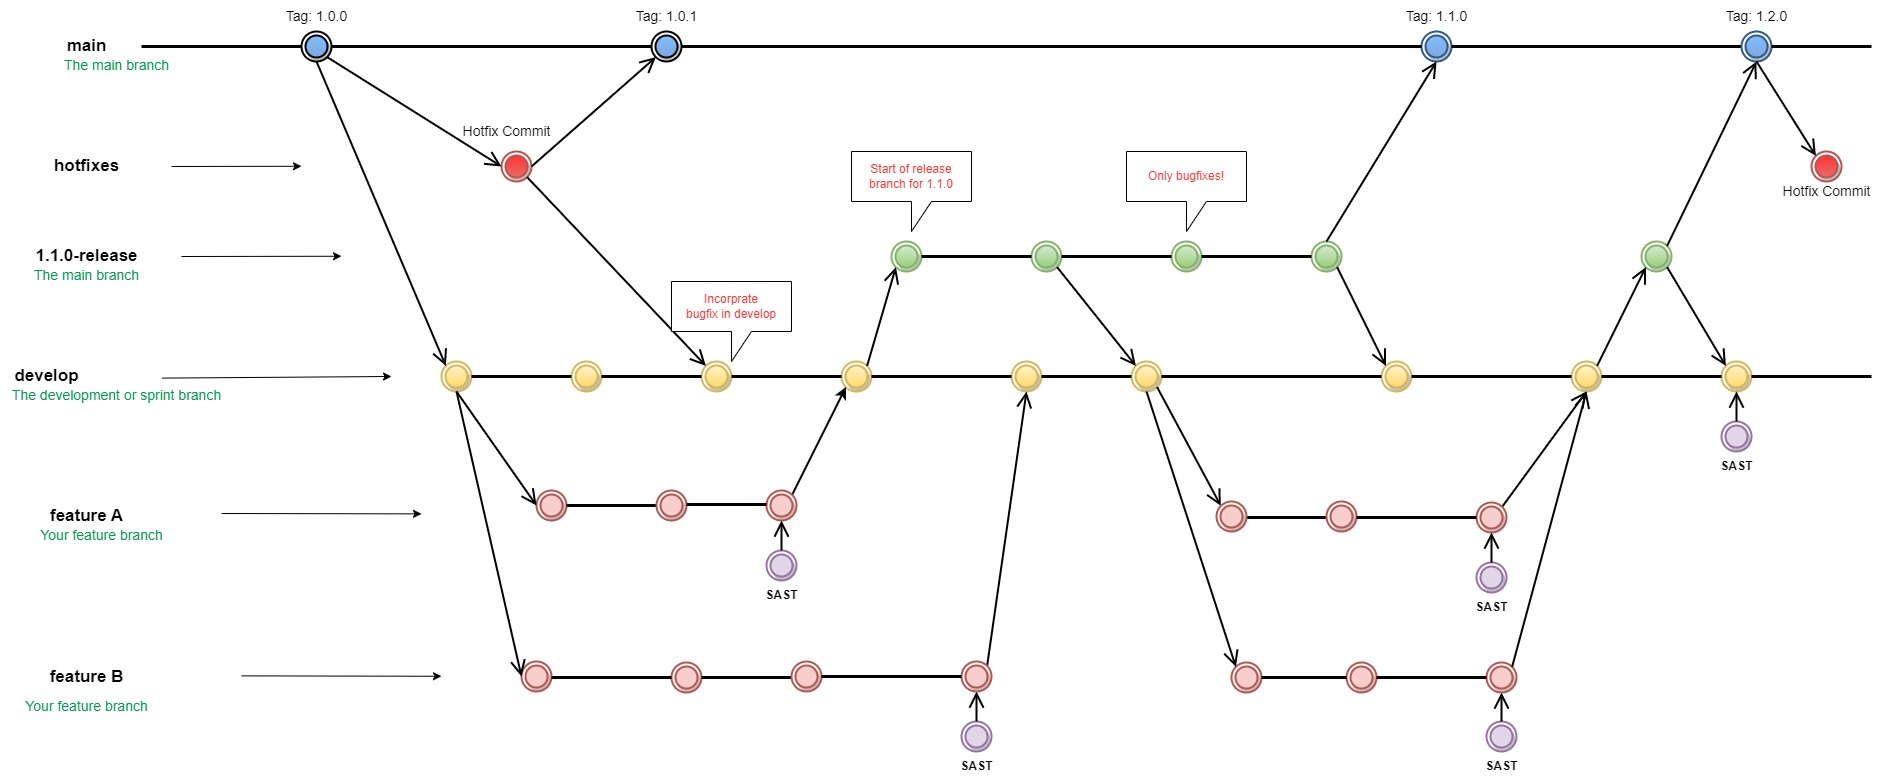 Tag: 1.0.0
Tag: 1.0.1
Tag: 1.1.0
Tag: 1.2.0
main
The main branch
Hotfix Commit
hotfixes
Start of release
branch for 1.1.0
Only bugfixes!
Hotfix Commit
1.1.0-release
The main branch
Incorprate
bugfix in develop
develop
The development or sprint branch
SAST
feature A
Your feature branch
SAST
SAST
feature B
Your feature branch
SAST
SAST